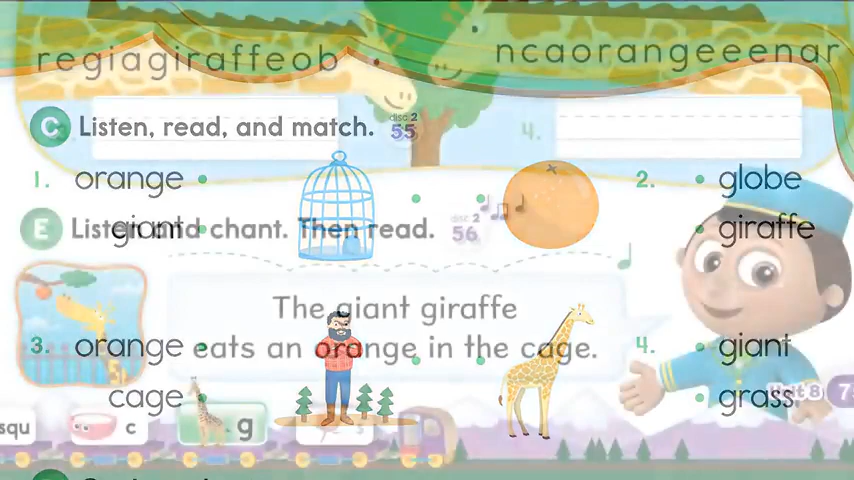 regiagiraffeob
ncaorangeeenar
C Listen, read, and match. disc 2 55
4.
1. orange
giant
2. globe
giraffe
E Listen and chant. Then read. disc 2 56
The giant giraffe
eats an orange in the cage.
3. orange
cage
4. giant
grass
Unit 8 7
squ
c
g